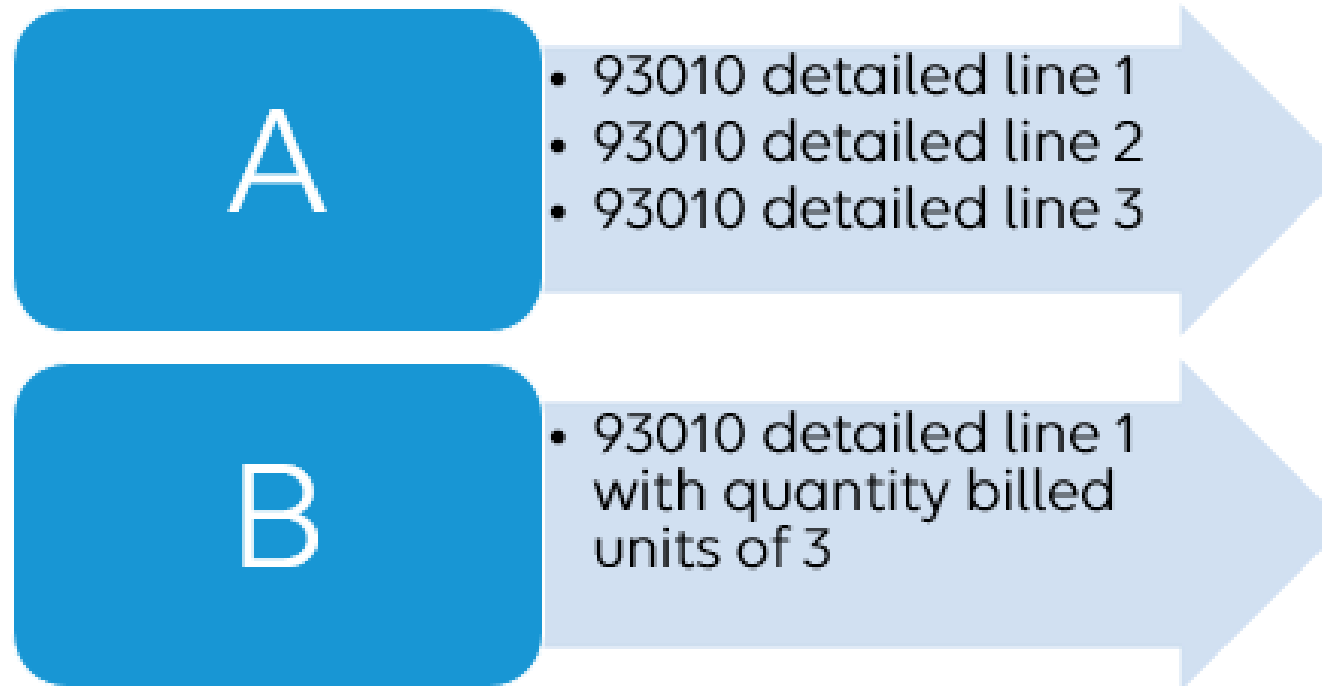 A
• 93010 detailed line 1
• 93010 detailed line 2
• 93010 detailed line 3
B
• 93010 detailed line 1
with quantity billed
units of 3